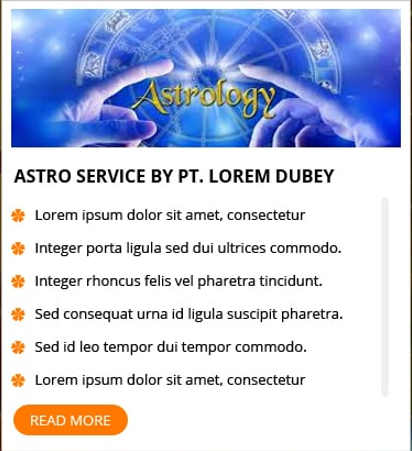 Astrology
ASTRO SERVICE BY PT. LOREM DUBEY
Lorem ipsum dolor sit amet, consectetur
Integer porta ligula sed dui ultrices commodo.
Integer rhoncus felis vel pharetra tincidunt.
Sed consequat urna id ligula suscipit pharetra.
Sed id leo tempor dui tempor commodo.
Lorem ipsum dolor sit amet, consectetur
READ MORE